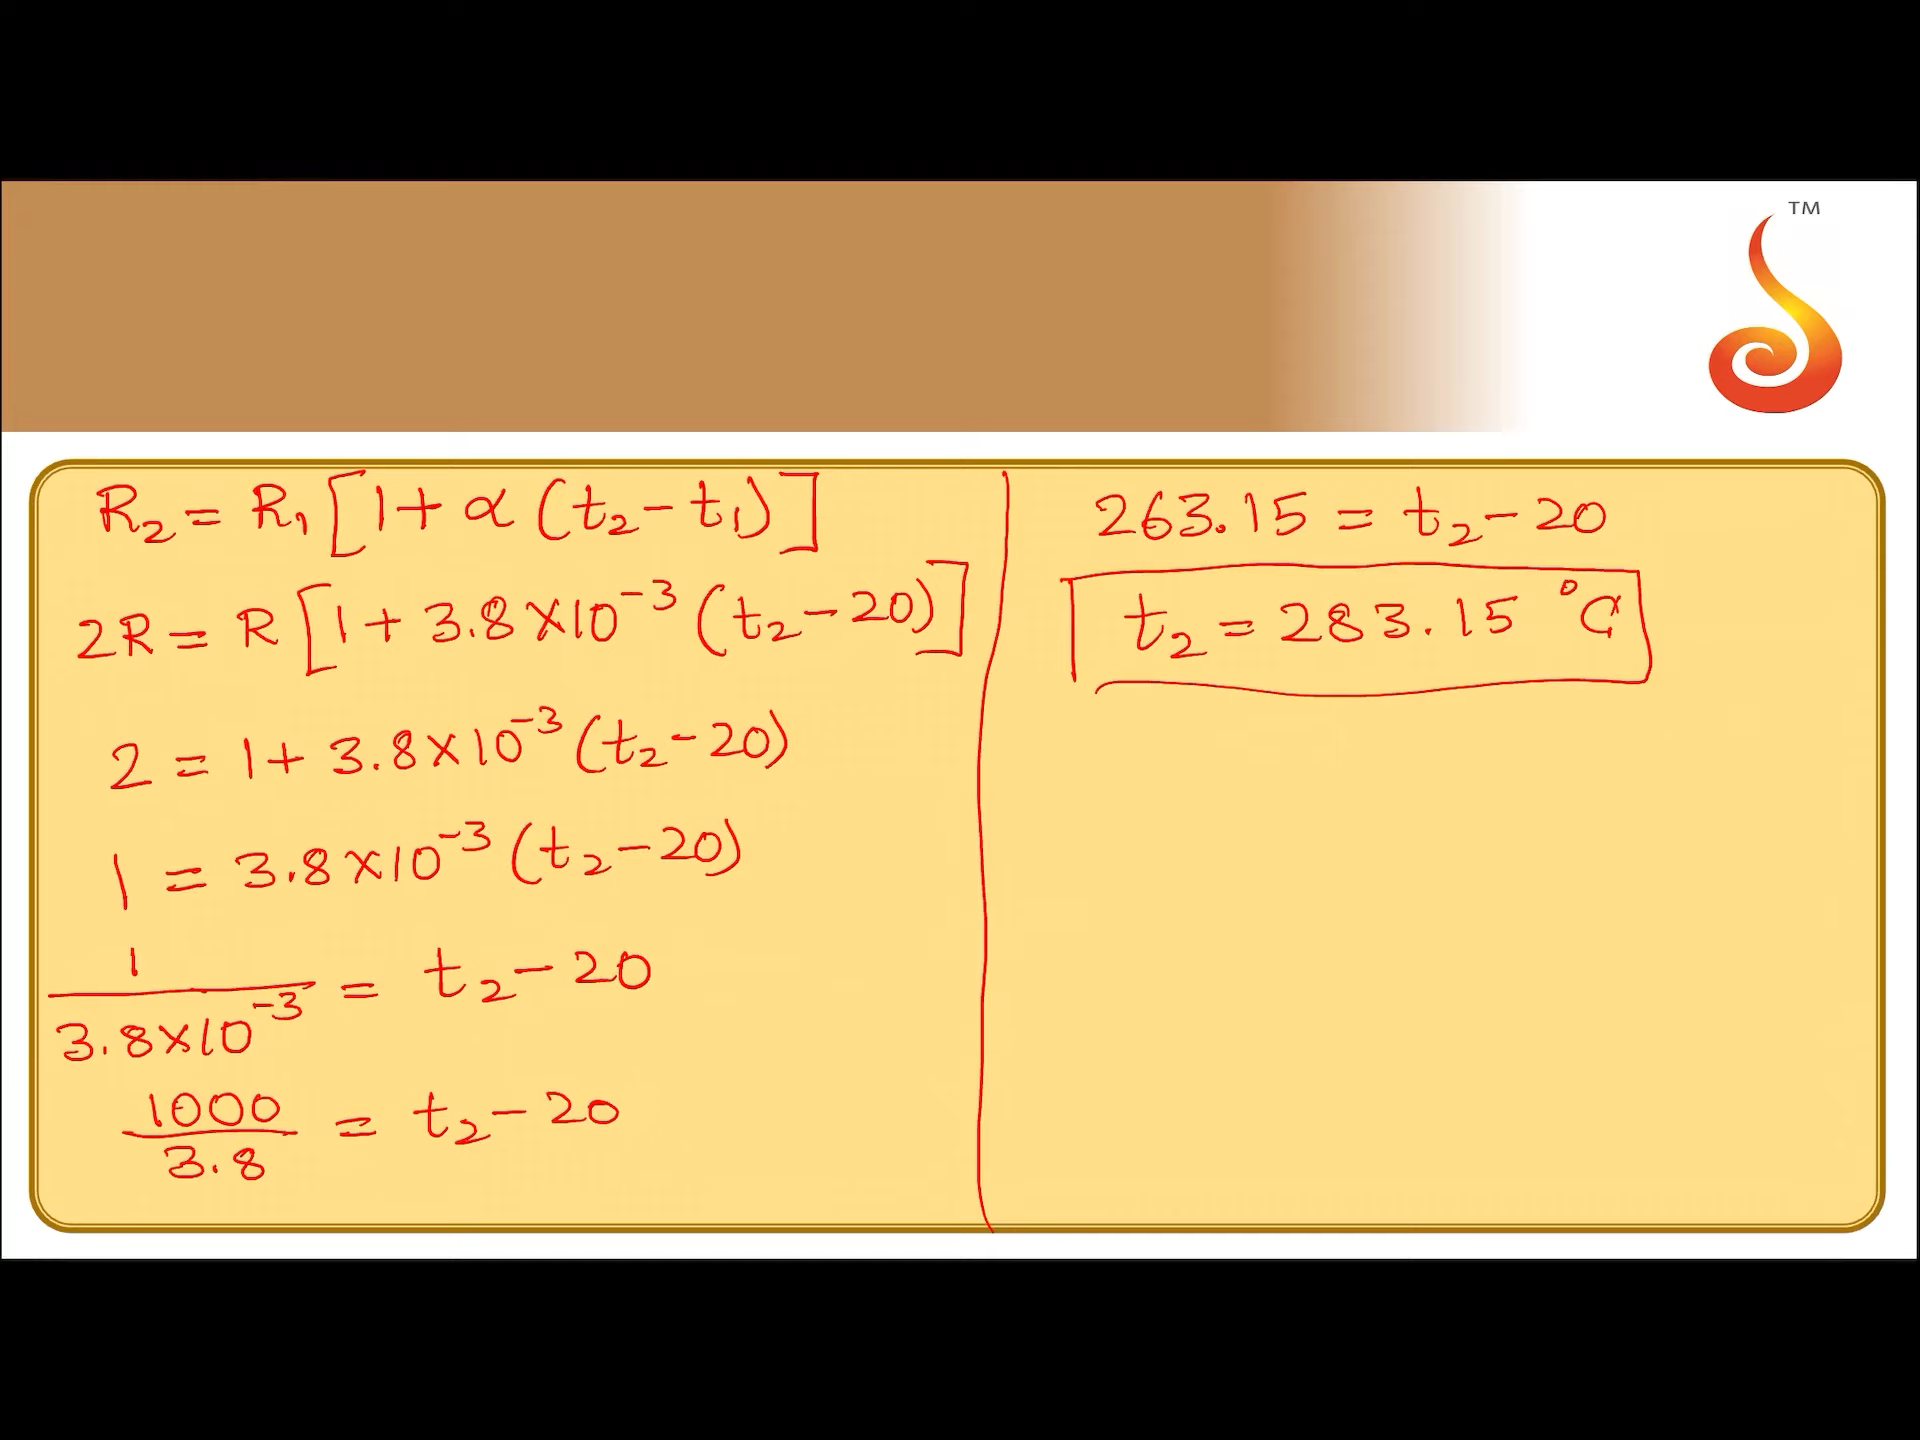 TM
R₂ = R₁ [1 + α (t₂ - t₁)]
2R = R [1 + 3.8 × 10⁻³ (t₂ - 20)]
2 = 1 + 3.8 × 10⁻³ (t₂ - 20)
1 = 3.8 × 10⁻³ (t₂ - 20)
1 / 3.8 × 10⁻³ = t₂ - 20
1000 / 3.8 = t₂ - 20
263.15 = t₂ - 20
t₂ = 283.15 °C